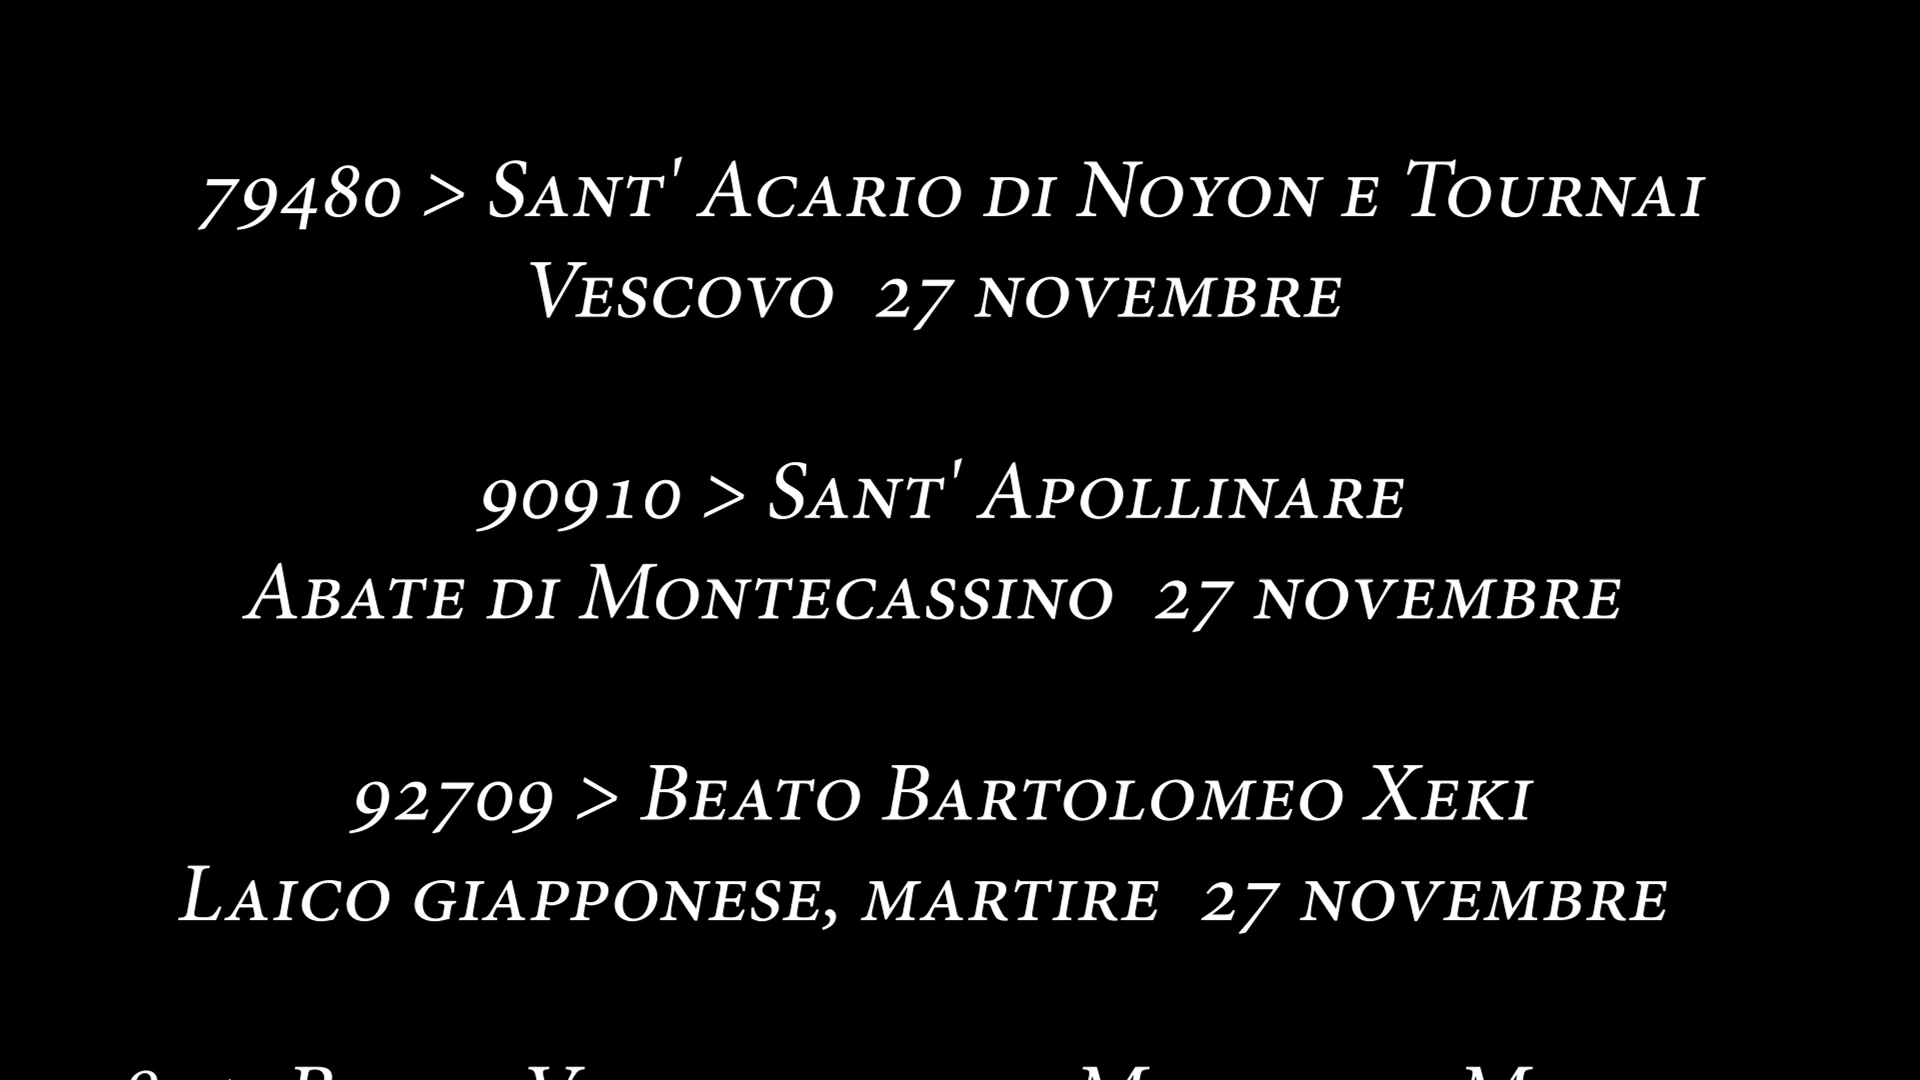 79480 > Sant' Acario di Noyon e Tournai
Vescovo  27 novembre
90910 > Sant' Apollinare
Abate di Montecassino  27 novembre
92709 > Beato Bartolomeo Xeki
Laico giapponese, martire  27 novembre